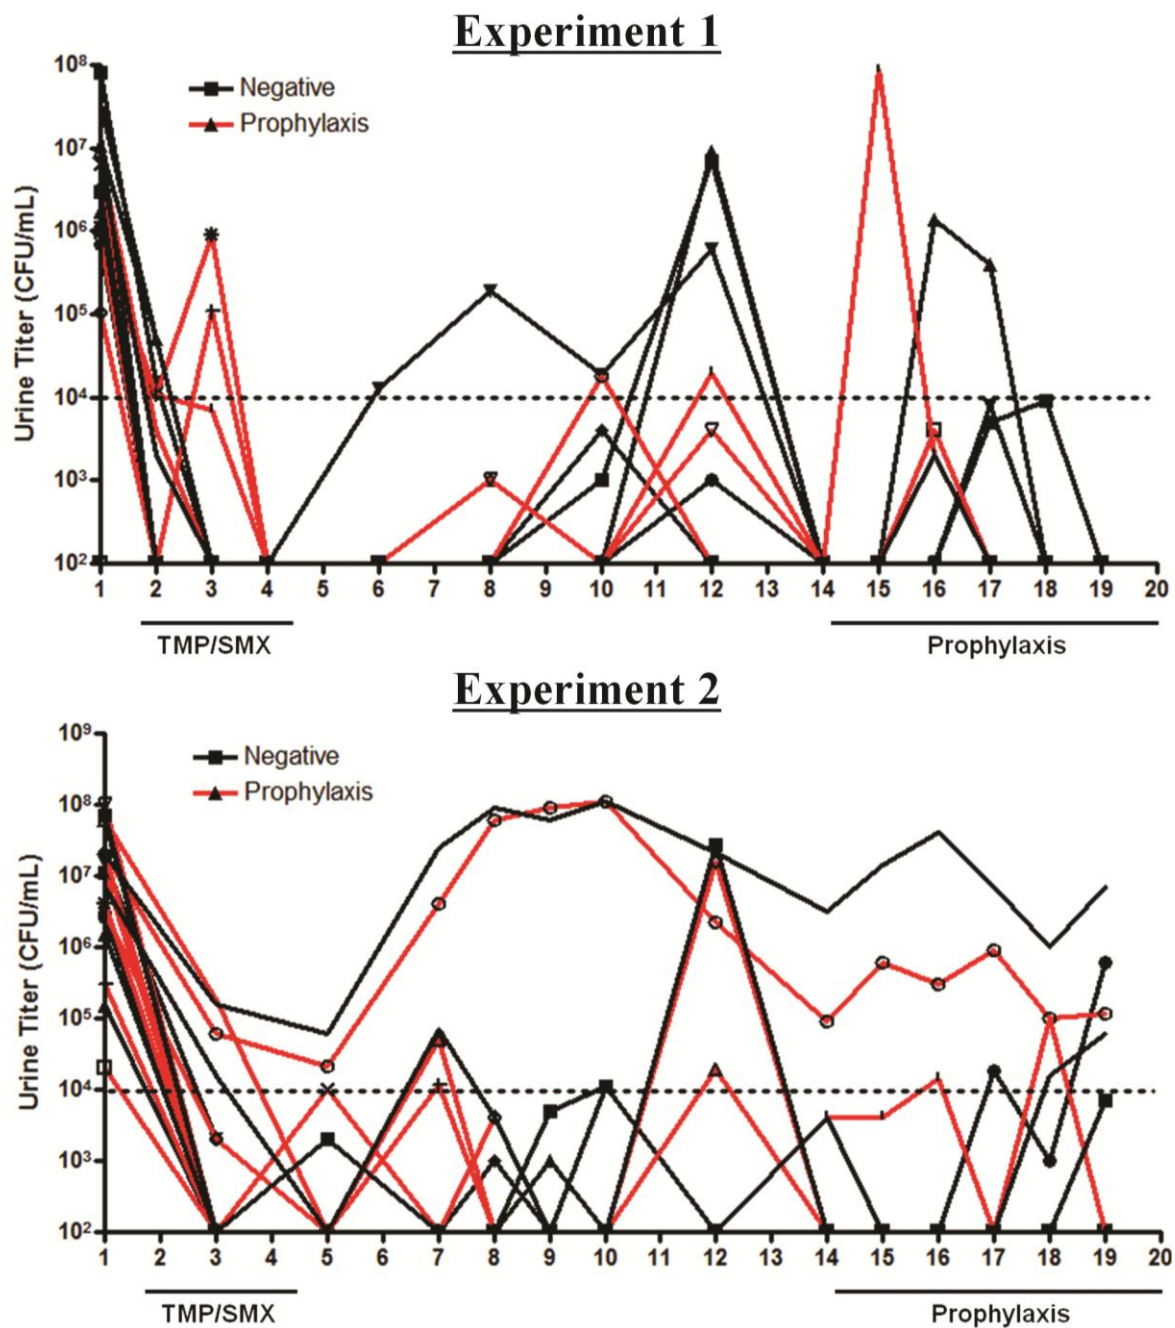 Experiment 1
Negative
Prophylaxis
Urine Titer (CFU/mL)
10⁸
10⁷
10⁶
10⁵
10⁴
10³
10²
1 2 3 4 5 6 7 8 9 10 11 12 13 14 15 16 17 18 19 20
TMP/SMX Prophylaxis
Experiment 2
Negative
Prophylaxis
Urine Titer (CFU/mL)
10⁹
10⁸
10⁷
10⁶
10⁵
10⁴
10³
10²
1 2 3 4 5 6 7 8 9 10 11 12 13 14 15 16 17 18 19 20
TMP/SMX Prophylaxis